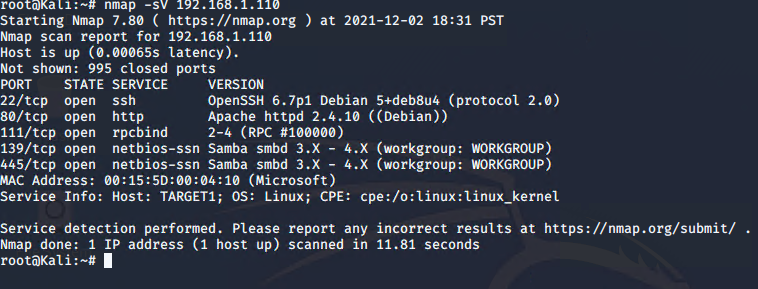 root@Kali:~# nmap -sV 192.168.1.110
Starting Nmap 7.80 ( https://nmap.org ) at 2021-12-02 18:31 PST
Nmap scan report for 192.168.1.110
Host is up (0.00065s latency).
Not shown: 995 closed ports
PORT    STATE SERVICE     VERSION
22/tcp  open  ssh         OpenSSH 6.7p1 Debian 5+deb8u4 (protocol 2.0)
80/tcp  open  http        Apache httpd 2.4.10 ((Debian))
111/tcp open  rpcbind     2-4 (RPC #100000)
139/tcp open  netbios-ssn Samba smbd 3.X - 4.X (workgroup: WORKGROUP)
445/tcp open  netbios-ssn Samba smbd 3.X - 4.X (workgroup: WORKGROUP)
MAC Address: 00:15:5D:00:04:10 (Microsoft)
Service Info: Host: TARGET1; OS: Linux; CPE: cpe:/o:linux:linux_kernel

Service detection performed. Please report any incorrect results at https://nmap.org/submit/ .
Nmap done: 1 IP address (1 host up) scanned in 11.81 seconds
root@Kali:~#